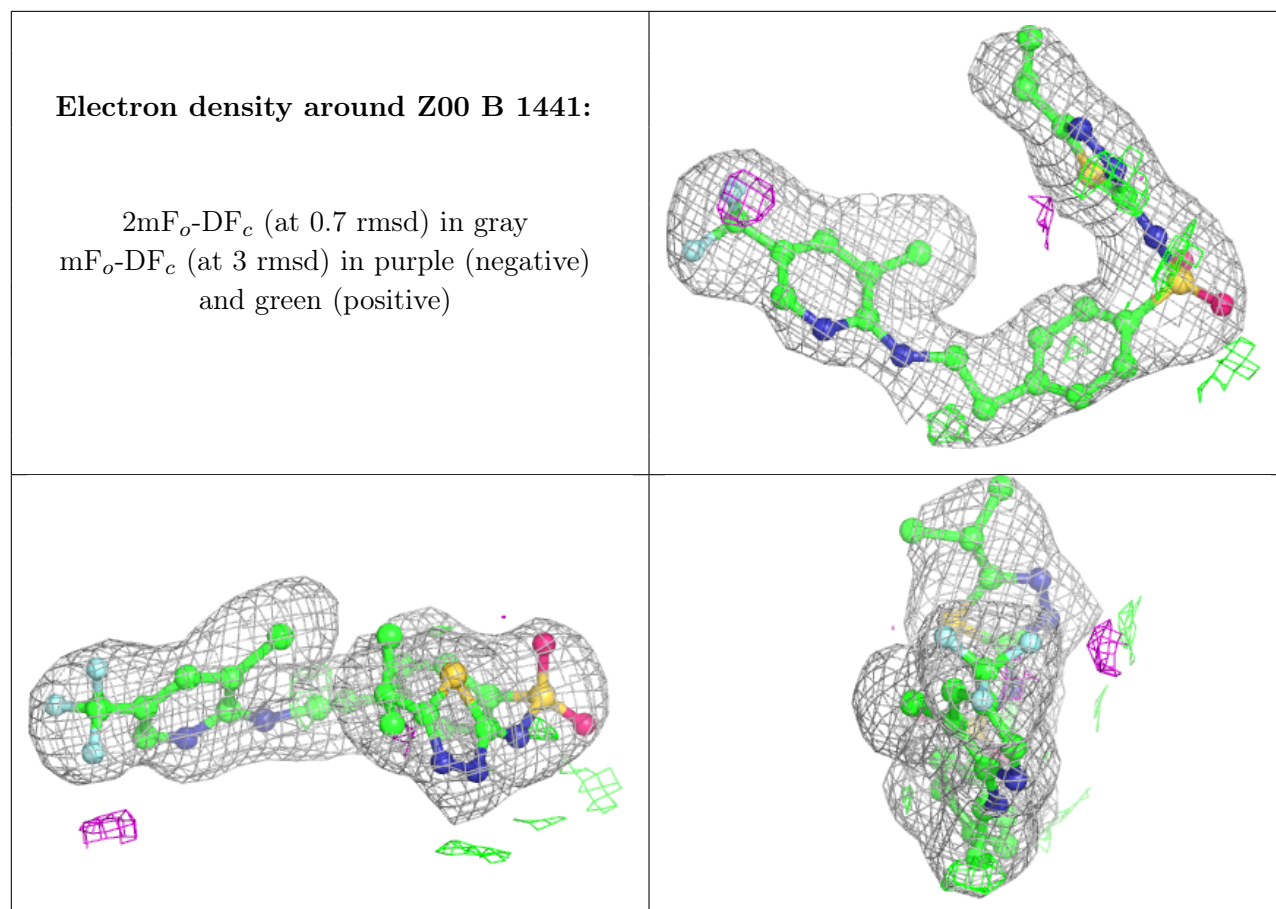 Electron density around Z00 B 1441:
2mFo-DFc (at 0.7 rmsd) in gray
mFo-DFc (at 3 rmsd) in purple (negative)
and green (positive)